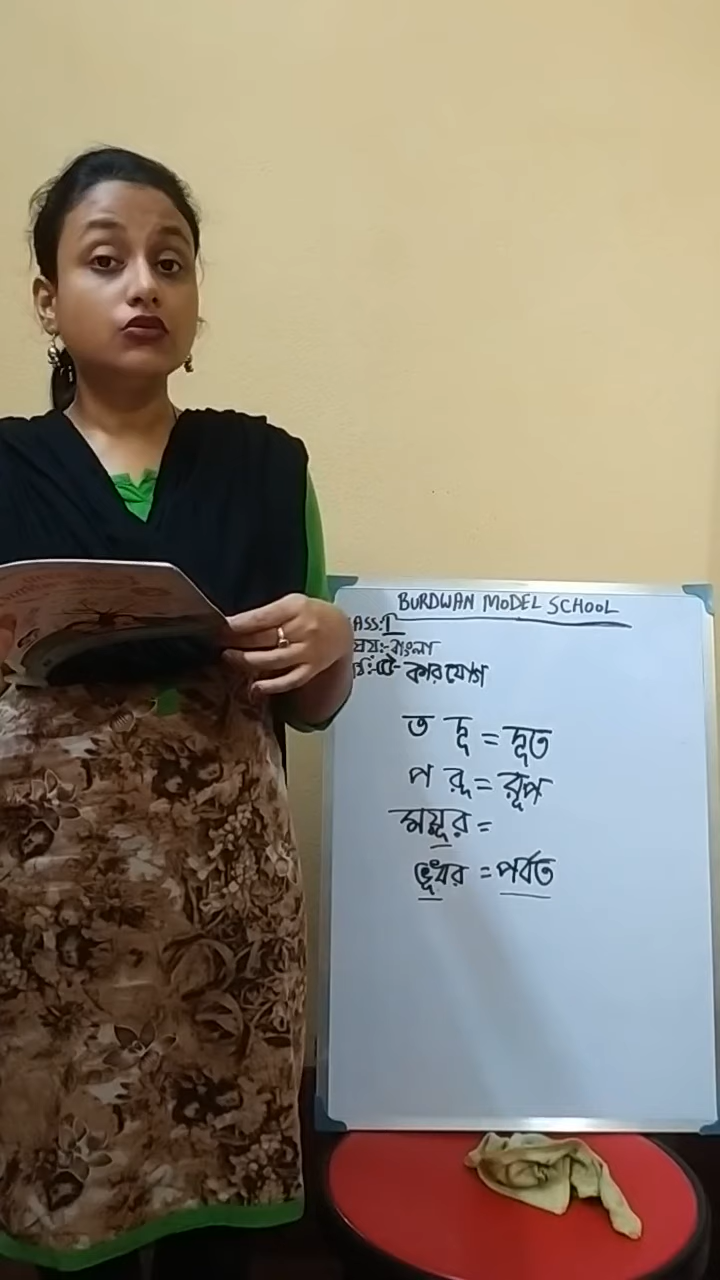 BURDWAN MODEL SCHOOL
ASS:- I
ষয়:- বাংলা
কারযোগ
ত দূ = দূত
প রূ = রূপ
ময়ূর =
ভূধর = পর্বত